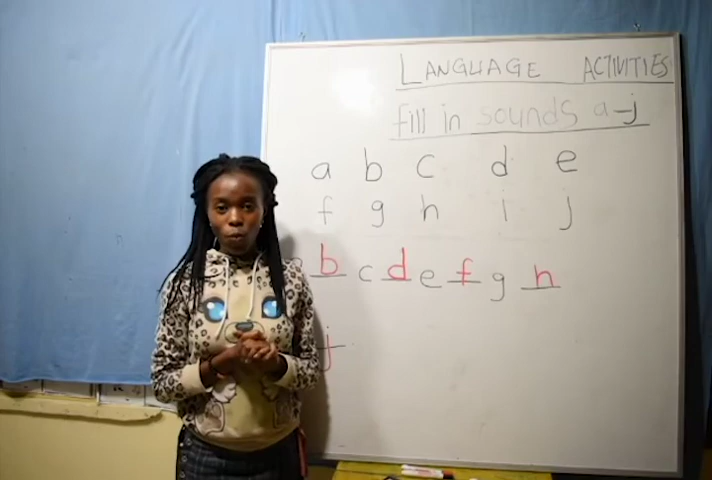 LANGUAGE ACTIVITIES
fill in sounds a-j
a b c d e
f g h i j
b c d e f g h
j